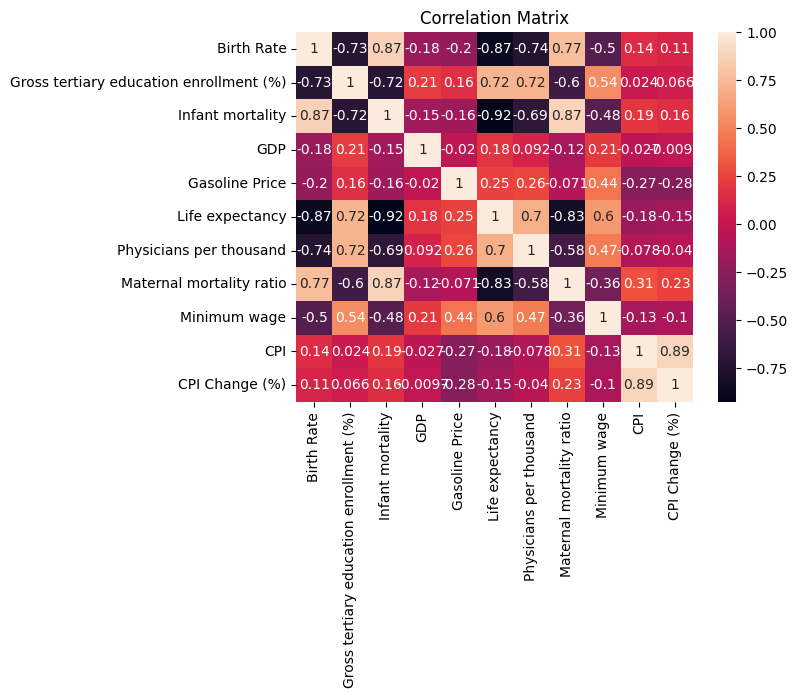 Correlation Matrix
Birth Rate 1 -0.73 0.87 -0.18 -0.2 -0.87 -0.74 0.77 -0.5 0.14 0.11
Gross tertiary education enrollment (%) -0.73 1 -0.72 0.21 0.16 0.72 0.72 -0.6 0.54 0.024 0.066
Infant mortality 0.87 -0.72 1 -0.15 -0.16 -0.92 -0.69 0.87 -0.48 0.19 0.16
GDP -0.18 0.21 -0.15 1 -0.02 0.18 0.092 -0.12 0.21 -0.027
Gasoline Price -0.2 0.16 -0.16 -0.02 1 0.25 0.26 -0.071 0.44 -0.27 -0.28
Life expectancy -0.87 0.72 -0.92 0.18 0.25 1 0.7 -0.83 0.6 -0.18 -0.15
Physicians per thousand -0.74 0.72 -0.69 0.092 0.26 0.7 1 -0.58 0.47 -0.078 -0.04
Maternal mortality ratio 0.77 -0.6 0.87 -0.12 -0.071 -0.83 -0.58 1 -0.36 0.31 0.23
Minimum wage -0.5 0.54 -0.48 0.21 0.44 0.6 0.47 -0.36 1 -0.13 -0.1
CPI 0.14 0.024 0.19 -0.027 -0.27 -0.18 -0.078 0.31 -0.13 1 0.89
CPI Change (%) 0.11 0.066 0.16 -0.0097 -0.28 -0.15 -0.04 0.23 -0.1 0.89 1
Birth Rate
Gross tertiary education enrollment (%)
Infant mortality
GDP
Gasoline Price
Life expectancy
Physicians per thousand
Maternal mortality ratio
Minimum wage
CPI
CPI Change (%)
1.00
0.75
0.50
0.25
0.00
-0.25
-0.50
-0.75